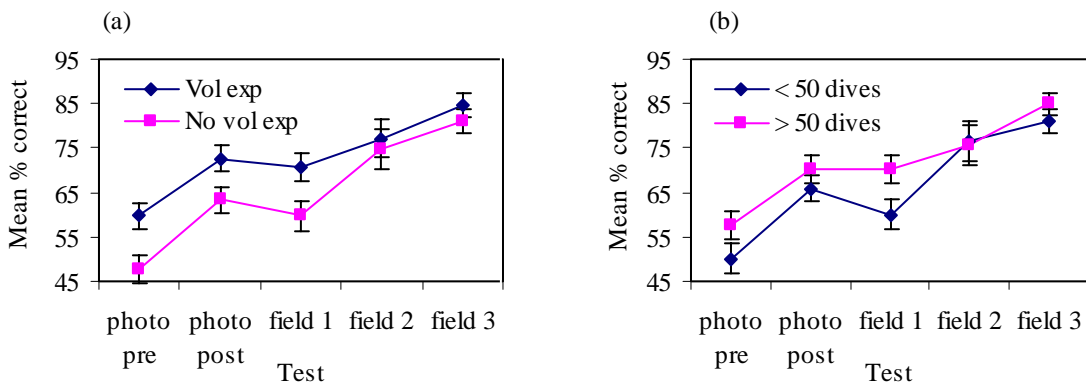 (a)
Mean % correct
95
85
75
65
55
45
Vol exp
No vol exp
photo pre
photo post
field 1
field 2
field 3
Test
(b)
Mean % correct
95
85
75
65
55
45
< 50 dives
> 50 dives
photo pre
photo post
field 1
field 2
field 3
Test